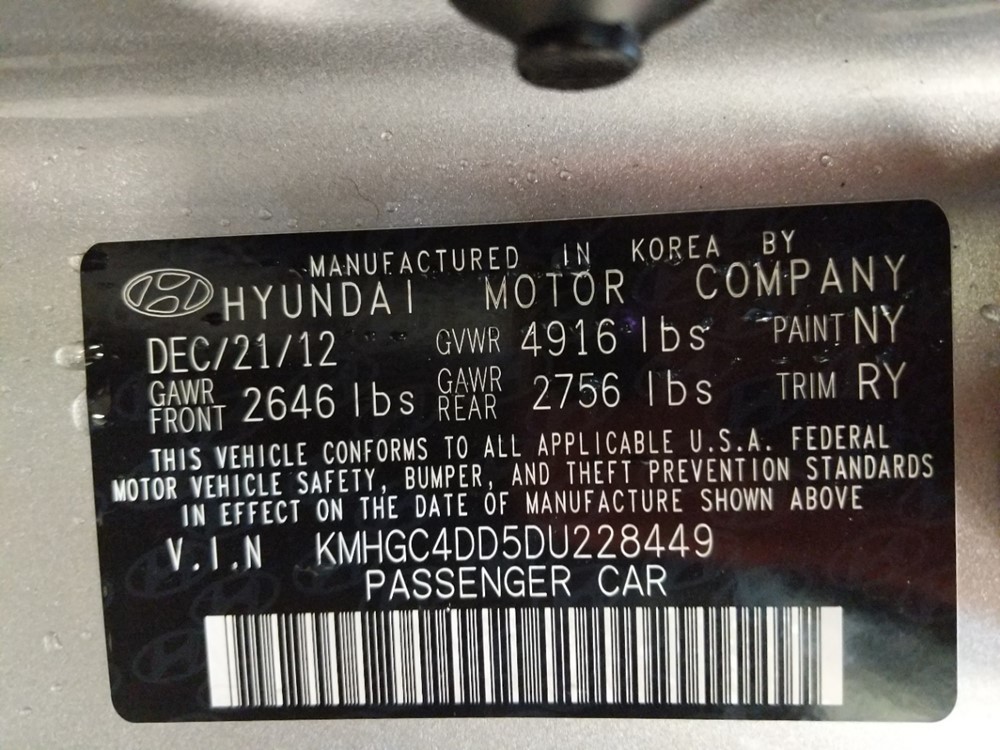 MANUFACTURED IN KOREA BY
HYUNDAI MOTOR COMPANY
DEC/21/12 GVWR 4916 lbs PAINT NY
GAWR FRONT 2646 lbs GAWR REAR 2756 lbs TRIM RY
THIS VEHICLE CONFORMS TO ALL APPLICABLE U.S.A. FEDERAL
MOTOR VEHICLE SAFETY, BUMPER, AND THEFT PREVENTION STANDARDS
IN EFFECT ON THE DATE OF MANUFACTURE SHOWN ABOVE
V.I.N KMHGC4DD5DU228449
PASSENGER CAR